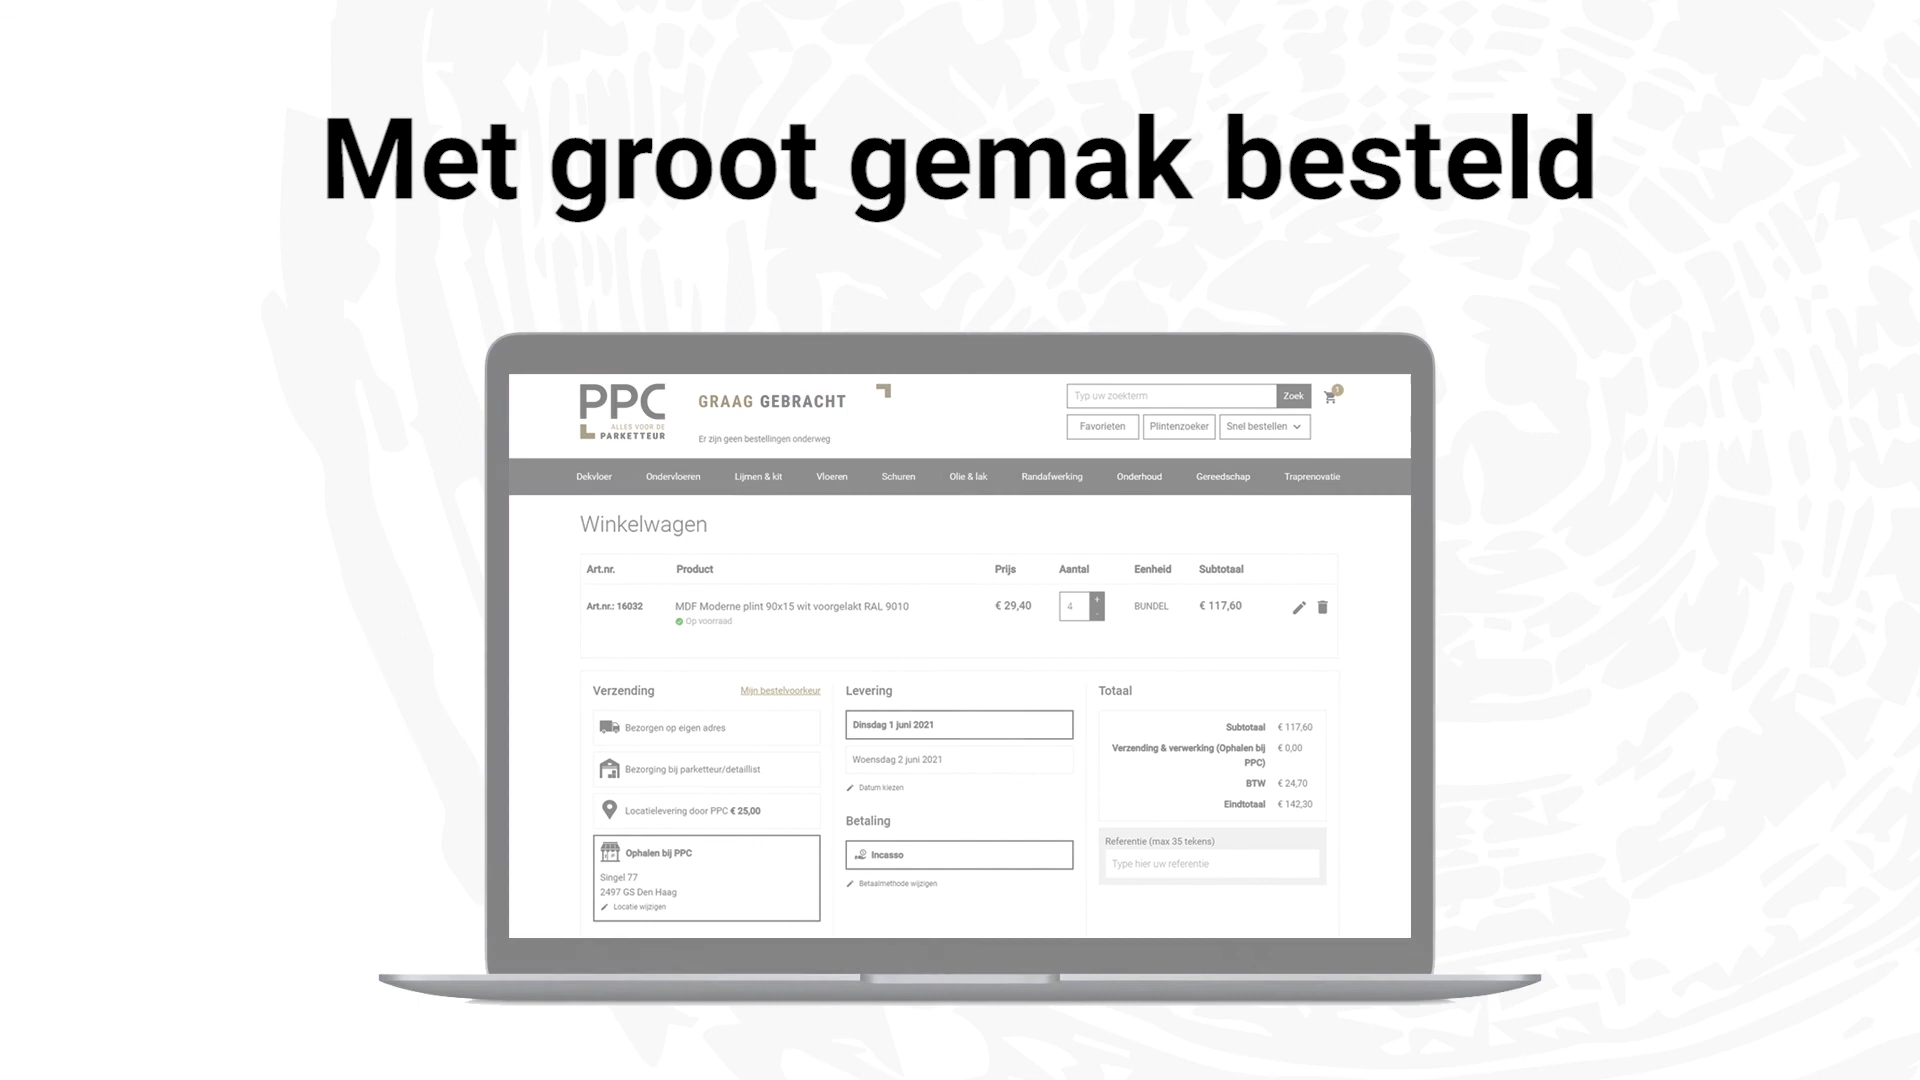 Met groot gemak besteld
PPC
ALLES VOOR DE
PARKETTEUR
GRAAG GEBRACHT
Er zijn geen bestellingen onderweg
Typ uw zoekterm
Zoek
1
Favorieten
Plintenzoeker
Snel bestellen
Dekvloer Ondervloeren Lijmen & kit Vloeren Schuren Olie & lak Randafwerking Onderhoud Gereedschap Traprenovatie
Winkelwagen
Art.nr. Product Prijs Aantal Eenheid Subtotaal
Art.nr.: 16032 MDF Moderne plint 90x15 wit voorgelakt RAL 9010 € 29,40 4 + - BUNDEL € 117,60
Op voorraad
Verzending
Mijn bestelvoorkeur
Bezorgen op eigen adres
Bezorging bij parketteur/detaillist
Locatielevering door PPC € 25,00
Ophalen bij PPC
Singel 77
2497 GS Den Haag
Locatie wijzigen
Levering
Dinsdag 1 juni 2021
Woensdag 2 juni 2021
Datum kiezen
Betaling
Incasso
Betaalmethode wijzigen
Totaal
Subtotaal € 117,60
Verzending & verwerking (Ophalen bij € 0,00
PPC)
BTW € 24,70
Eindtotaal € 142,30
Referentie (max 35 tekens)
Type hier uw referentie